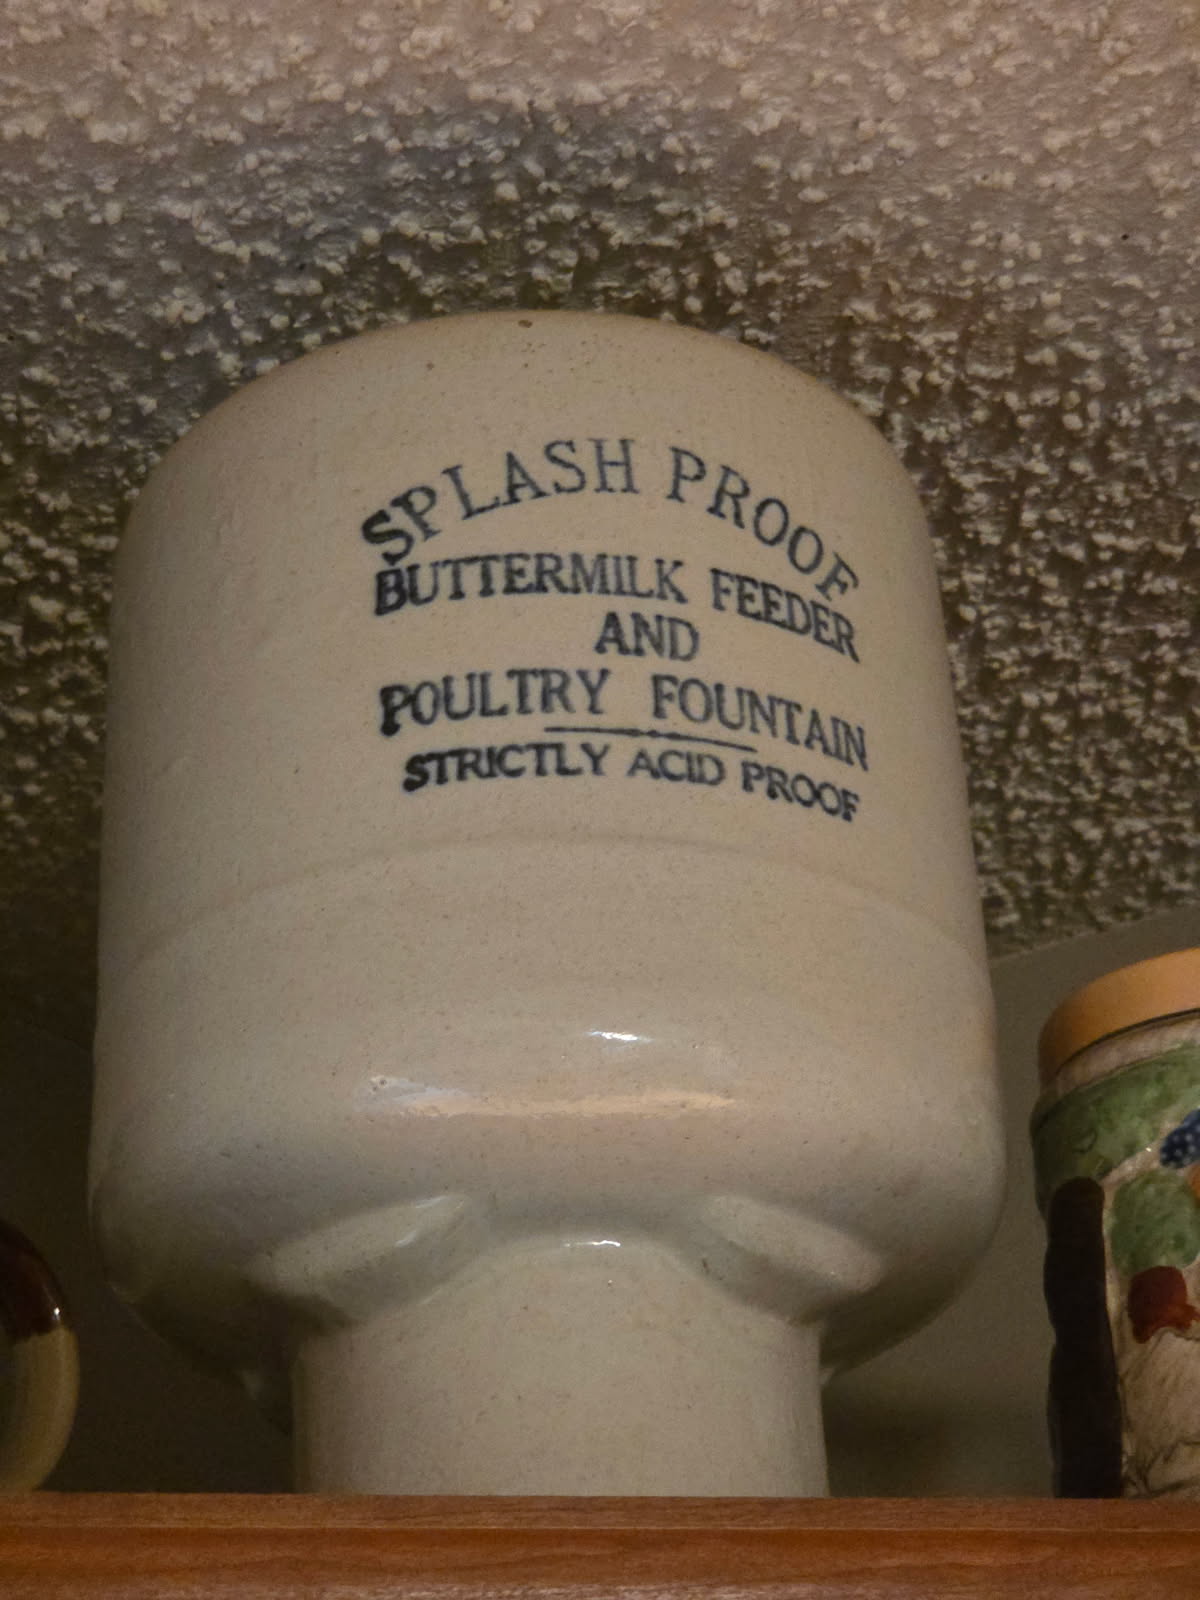 SPLASH PROOF
BUTTERMILK FEEDER
AND
POULTRY FOUNTAIN
STRICTLY ACID PROOF